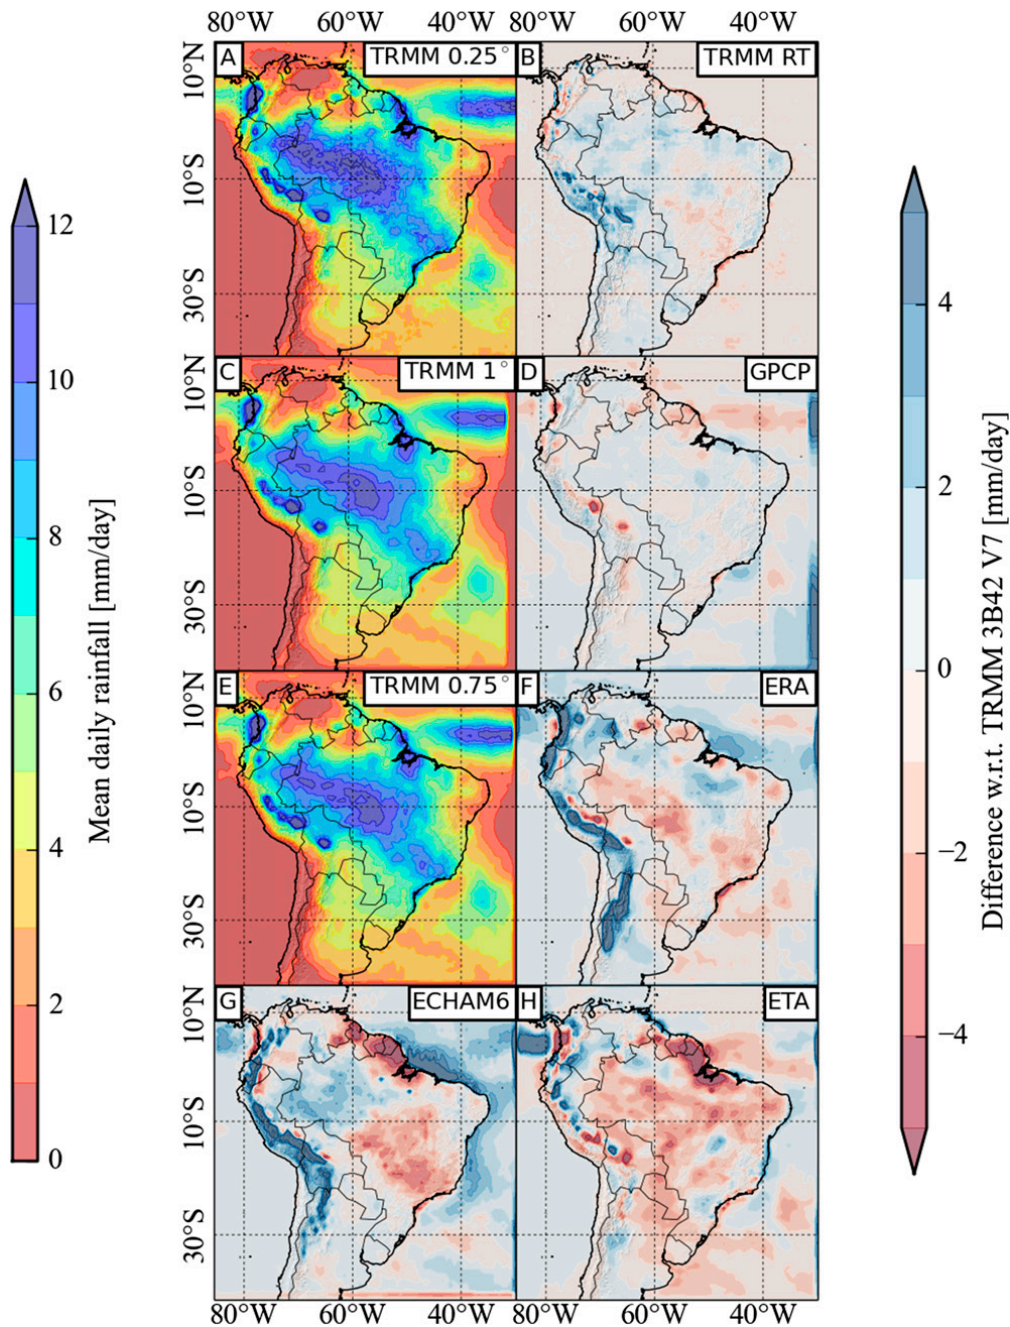 80°W 60°W 40°W 80°W 60°W 40°W
10°N
10°S
30°S
A TRMM 0.25°
B TRMM RT
10°N
10°S
30°S
C TRMM 1°
D GPCP
10°N
10°S
30°S
E TRMM 0.75°
F ERA
10°N
10°S
30°S
G ECHAM6
H ETA
80°W 60°W 40°W 80°W 60°W 40°W
12
10
8
6
4
2
0
Mean daily rainfall [mm/day]
4
2
0
−2
−4
Difference w.r.t. TRMM 3B42 V7 [mm/day]